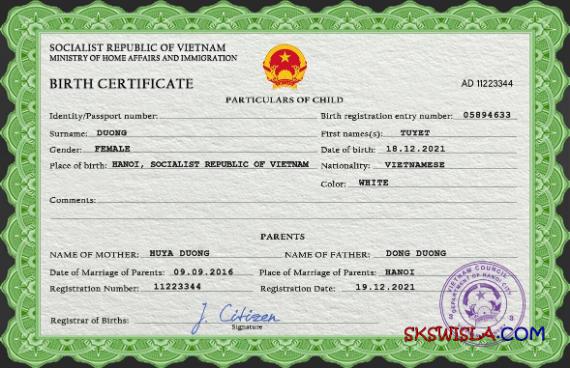 SOCIALIST REPUBLIC OF VIETNAM
MINISTRY OF HOME AFFAIRS AND IMMIGRATION
BIRTH CERTIFICATE
AD 11223344
PARTICULARS OF CHILD
Identity/Passport number: Birth registration entry number: 05894633
Surname: DUONG First names(s): TUYET
Gender: FEMALE Date of birth: 18.12.2021
Place of birth: HANOI, SOCIALIST REPUBLIC OF VIETNAM Nationality: VIETNAMESE
Color: WHITE
Comments:
PARENTS
NAME OF MOTHER: HUYA DUONG NAME OF FATHER: DONG DUONG
Date of Marriage of Parents: 09.09.2016 Place of Marriage of Parents: HANOI
Registration Number: 11223344 Registration Date: 19.12.2021
VIETNAM COUNCIL
DEPARTMENT OF HANOI CITY
Registrar of Births: J. Citizen
Signature
SKSWISLA.COM